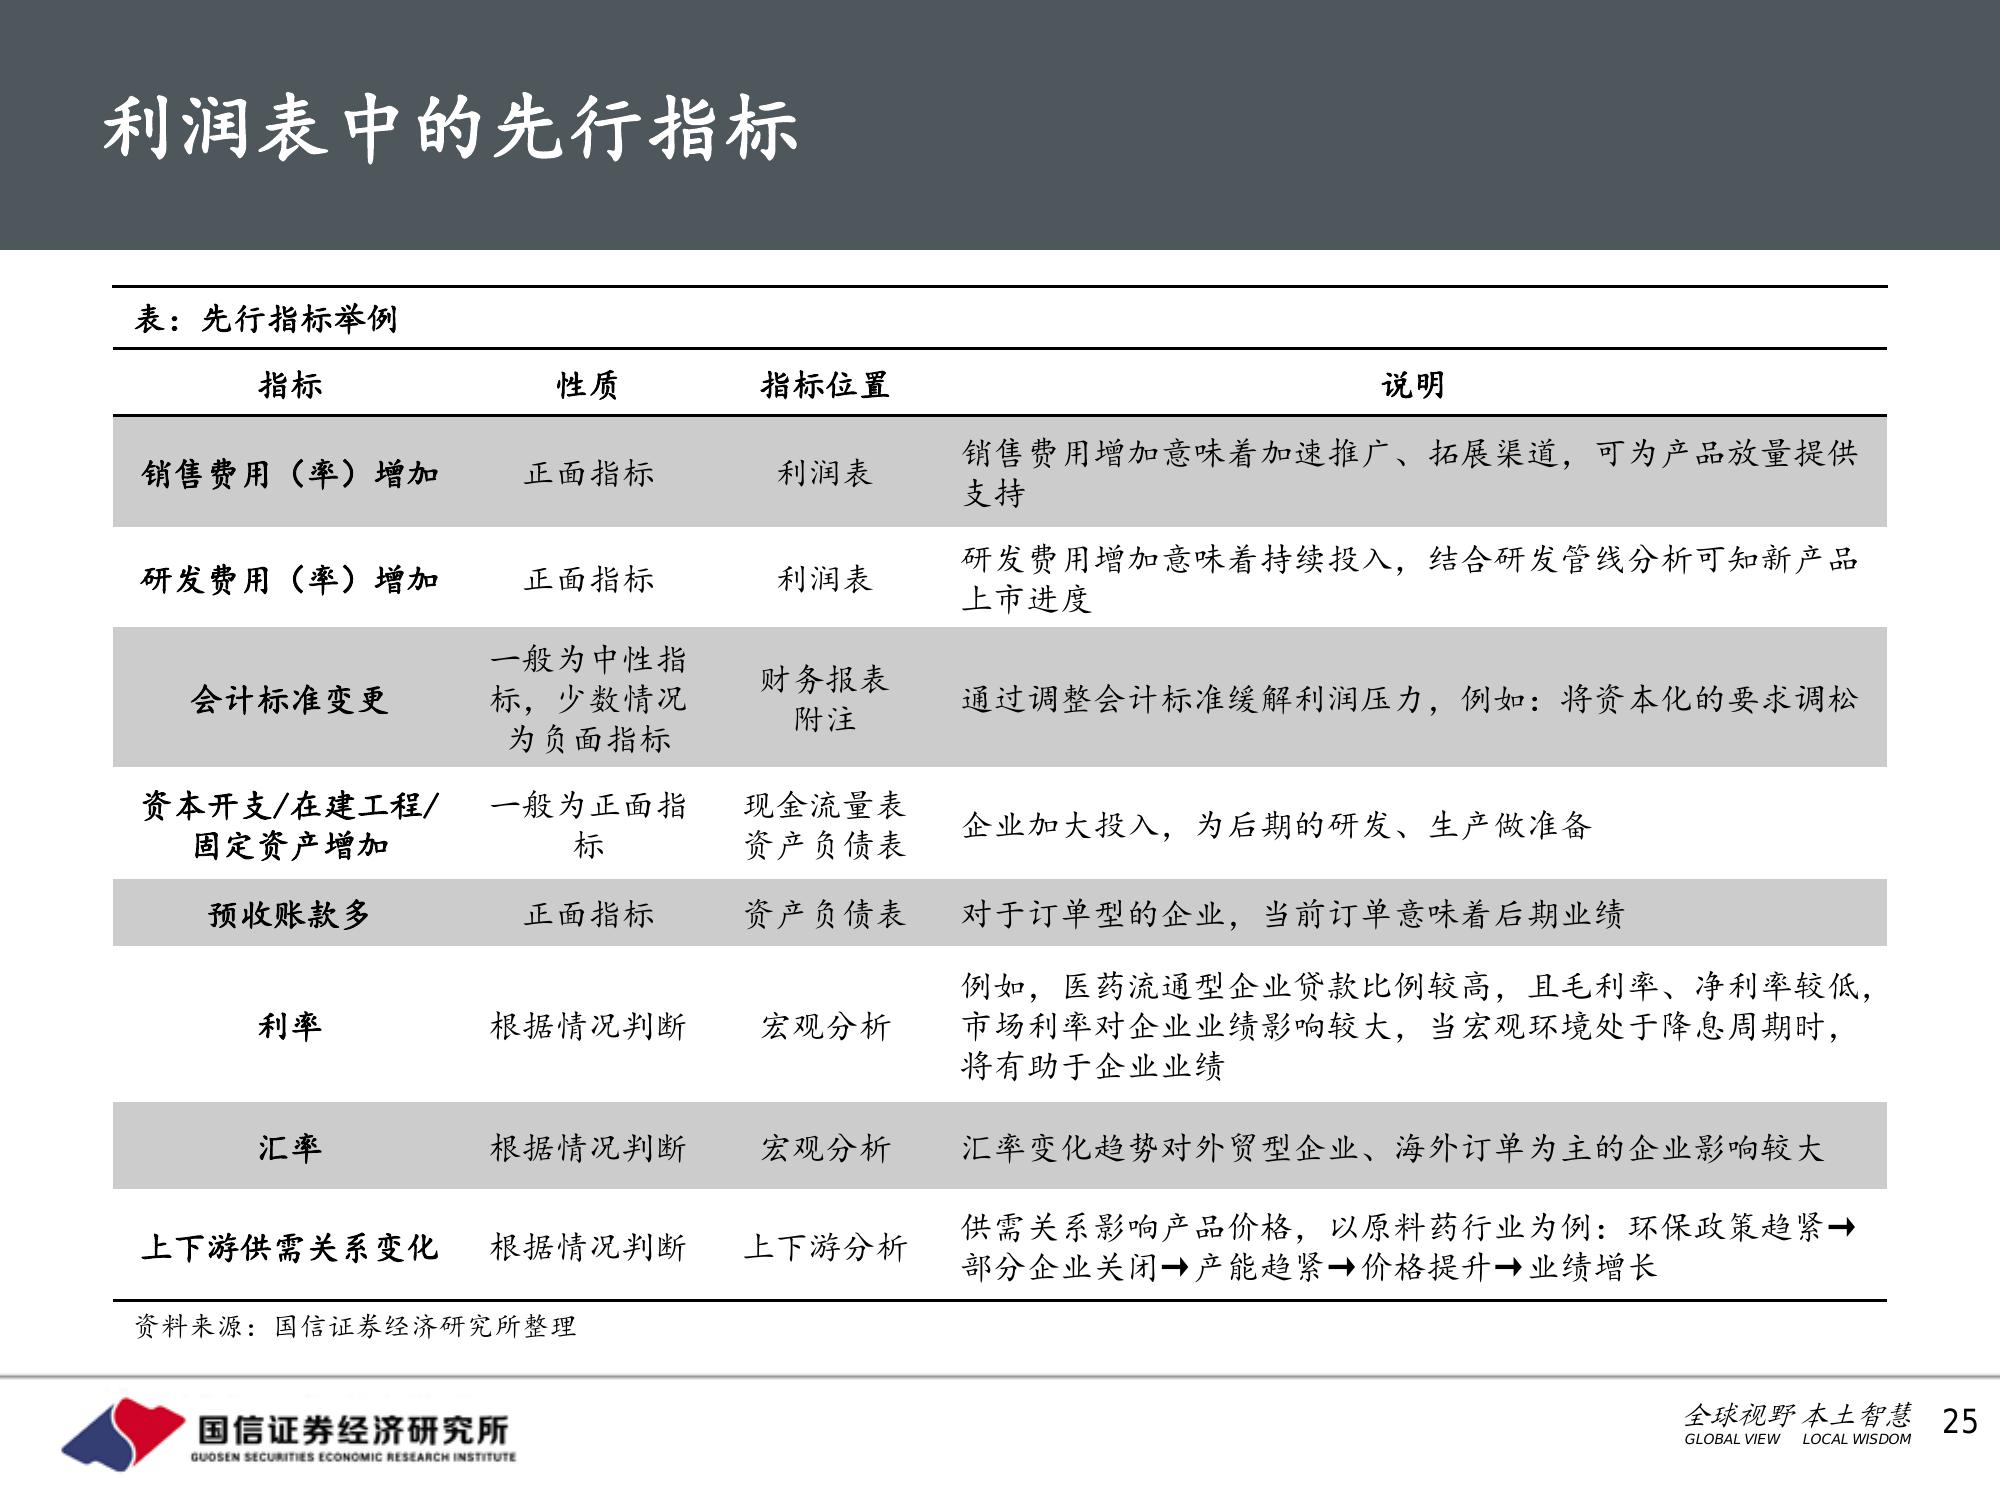 利润表中的先行指标
表：先行指标举例
指标 性质 指标位置 说明
销售费用（率）增加 正面指标 利润表 销售费用增加意味着加速推广、拓展渠道，可为产品放量提供
支持
研发费用（率）增加 正面指标 利润表 研发费用增加意味着持续投入，结合研发管线分析可知新产品
上市进度
会计标准变更
一般为中性指
标，少数情况
为负面指标
财务报表
附注
通过调整会计标准缓解利润压力，例如：将资本化的要求调松
资本开支/在建工程/
固定资产增加
一般为正面指
标
现金流量表
资产负债表
企业加大投入，为后期的研发、生产做准备
预收账款多 正面指标 资产负债表 对于订单型的企业，当前订单意味着后期业绩
利率 根据情况判断 宏观分析
例如，医药流通型企业贷款比例较高，且毛利率、净利率较低，
市场利率对企业业绩影响较大，当宏观环境处于降息周期时，
将有助于企业业绩
汇率 根据情况判断 宏观分析 汇率变化趋势对外贸型企业、海外订单为主的企业影响较大
上下游供需关系变化 根据情况判断 上下游分析
供需关系影响产品价格，以原料药行业为例：环保政策趋紧→
部分企业关闭→产能趋紧→价格提升→业绩增长
资料来源：国信证券经济研究所整理
国信证券经济研究所
GUOSEN SECURITIES ECONOMIC RESEARCH INSTITUTE
全球视野 本土智慧
GLOBAL VIEW LOCAL WISDOM
25